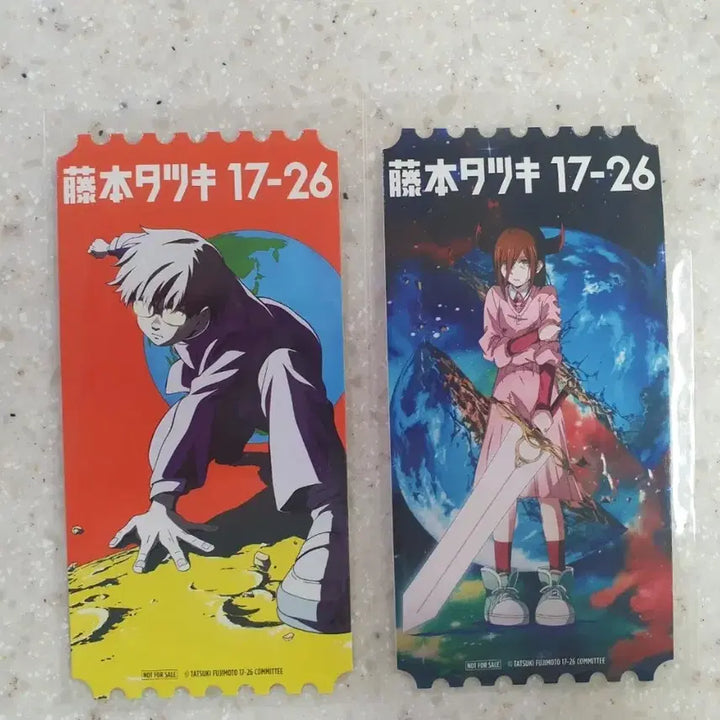 藤本タツキ 17-26
NOT FOR SALE © TATSUKI FUJIMOTO 17-26 COMMITTEE
藤本タツキ 17-26
NOT FOR SALE © TATSUKI FUJIMOTO 17-26 COMMITTEE